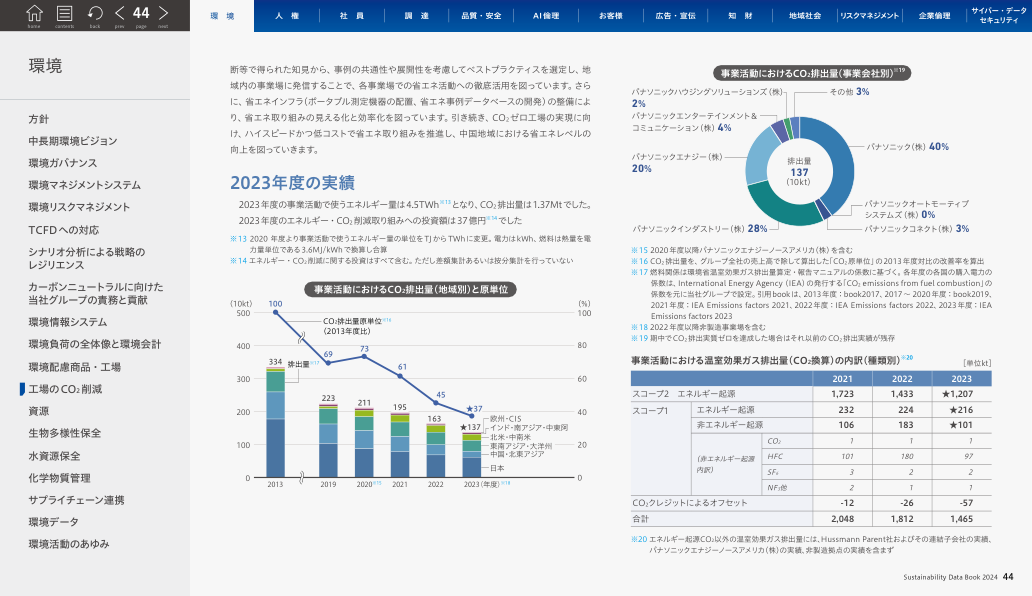 home contents back prev 44 page next
環 境
人 権
社 員
調 達
品質・安全
AI倫理
お客様
広告・宣伝
知 財
地域社会
リスクマネジメント
企業倫理
サイバー・データ
セキュリティ
環境
方針
中長期環境ビジョン
環境ガバナンス
環境マネジメントシステム
環境リスクマネジメント
TCFDへの対応
シナリオ分析による戦略の
レジリエンス
カーボンニュートラルに向けた
当社グループの責務と貢献
環境情報システム
環境負荷の全体像と環境会計
環境配慮商品・工場
工場のCO₂削減
資源
生物多様性保全
水資源保全
化学物質管理
サプライチェーン連携
環境データ
環境活動のあゆみ
断等で得られた知見から、事例の共通性や展開性を考慮してベストプラクティスを選定し、地
域内の事業場に発信することで、各事業場での省エネ活動への徹底活用を図っています。さら
に、省エネインフラ(ポータブル測定機器の配置、省エネ事例データベースの開発)の整備によ
り、省エネ取り組みの見える化と効率化を図っています。引き続き、CO₂ゼロ工場の実現に向
け、ハイスピードかつ低コストで省エネ取り組みを推進し、中国地域における省エネレベルの
向上を図っていきます。
2023年度の実績
2023年度の事業活動で使うエネルギー量は4.5TWh※13となり、CO₂排出量は1.37Mtでした。
2023年度のエネルギー・CO₂削減取り組みへの投資額は37億円※14でした
※13 2020 年度より事業活動で使うエネルギー量の単位をTJからTWhに変更。電力はkWh、燃料は熱量を電
力量単位である3.6MJ/kWhで換算し合算
※14 エネルギー・CO₂削減に関する投資はすべて含む。ただし差額集計あるいは按分集計を行っていない
事業活動におけるCO₂排出量(地域別)と原単位
(10kt)
(%)
500
400
300
200
100
0
100
80
60
40
20
0
100
CO₂排出量原単位※16
(2013年度比)
69
73
61
45
★37
334
排出量※17
223
211
195
163
★137
欧州・CIS
インド・南アジア・中東阿
北米・中南米
東南アジア・大洋州
中国・北東アジア
日本
2013
2019
2020※15
2021
2022
2023(年度)※18
事業活動におけるCO₂排出量(事業会社別)※19
パナソニックハウジングソリューションズ(株)
2%
その他 3%
パナソニックエンターテインメント&
コミュニケーション(株) 4%
パナソニック(株) 40%
パナソニックエナジー(株)
20%
排出量
137
(10kt)
パナソニックオートモーティブ
システムズ(株) 0%
パナソニックインダストリー(株) 28%
パナソニックコネクト(株) 3%
※15 2020年度以降パナソニックエナジーノースアメリカ(株)を含む
※16 CO₂排出量を、グループ全社の売上高で除して算出した「CO₂原単位」の2013年度対比の改善率を算出
※17 燃料関係は環境省温室効果ガス排出量算定・報告マニュアルの係数に基づく。各年度の各国の購入電力の
係数は、International Energy Agency (IEA) の発行する「CO₂ emissions from fuel combustion」の
係数を元に当社グループで設定。引用bookは、2013年度:book2017、2017~2020年度:book2019、
2021年度:IEA Emissions factors 2021、2022年度:IEA Emissions factors 2022、2023年度:IEA
Emissions factors 2023
※18 2022年度以降非製造事業場を含む
※19 期中でCO₂排出実質ゼロを達成した場合はそれ以前のCO₂排出実績が残存
事業活動における温室効果ガス排出量(CO₂換算)の内訳(種類別)※20
[単位kt]
2021 2022 2023
スコープ2 エネルギー起源 1,723 1,433 ★1,207
スコープ1 エネルギー起源 232 224 ★216
非エネルギー起源 106 183 ★101
(非エネルギー起源
内訳)
CO₂ 1 1 1
HFC 101 180 97
SF₆ 3 2 2
NF₃他 2 1 1
CO₂クレジットによるオフセット -12 -26 -57
合計 2,048 1,812 1,465
※20 エネルギー起源CO₂以外の温室効果ガス排出量には、Hussmann Parent社およびその連結子会社の実績、
パナソニックエナジーノースアメリカ(株)の実績、非製造拠点の実績を含まず
Sustainability Data Book 2024 44